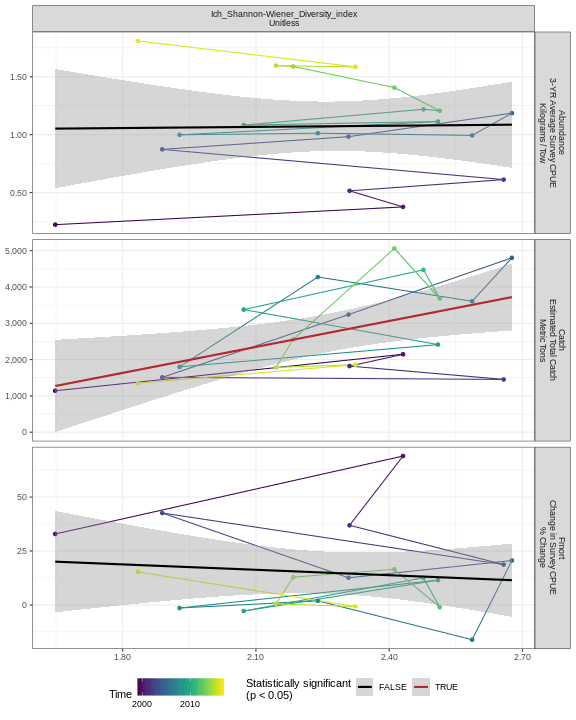 Ich_Shannon-Wiener_Diversity_index
Unitless
1.50
1.00
0.50
Abundance
3-YR Average Survey CPUE
Kilograms / Tow
5,000
4,000
3,000
2,000
1,000
0
Catch
Estimated Total Catch
Metric Tons
50
25
0
Fmort
Change in Survey CPUE
% Change
1.80 2.10 2.40 2.70
Time
2000 2010
Statistically significant
(p < 0.05)
FALSE TRUE